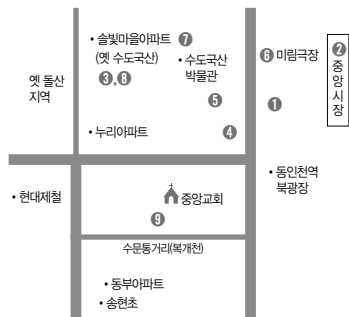 • 솔빛마을아파트 ❼
(옛 수도국산)
❸,❽
• 수도국산
박물관
❺
❻ 미림극장
❷
중앙시장
❶
옛 돌산
지역
• 누리아파트
❹
• 동인천역
북광장
• 현대제철
중앙교회
❾
수문통거리(복개천)
• 동부아파트
• 송현초